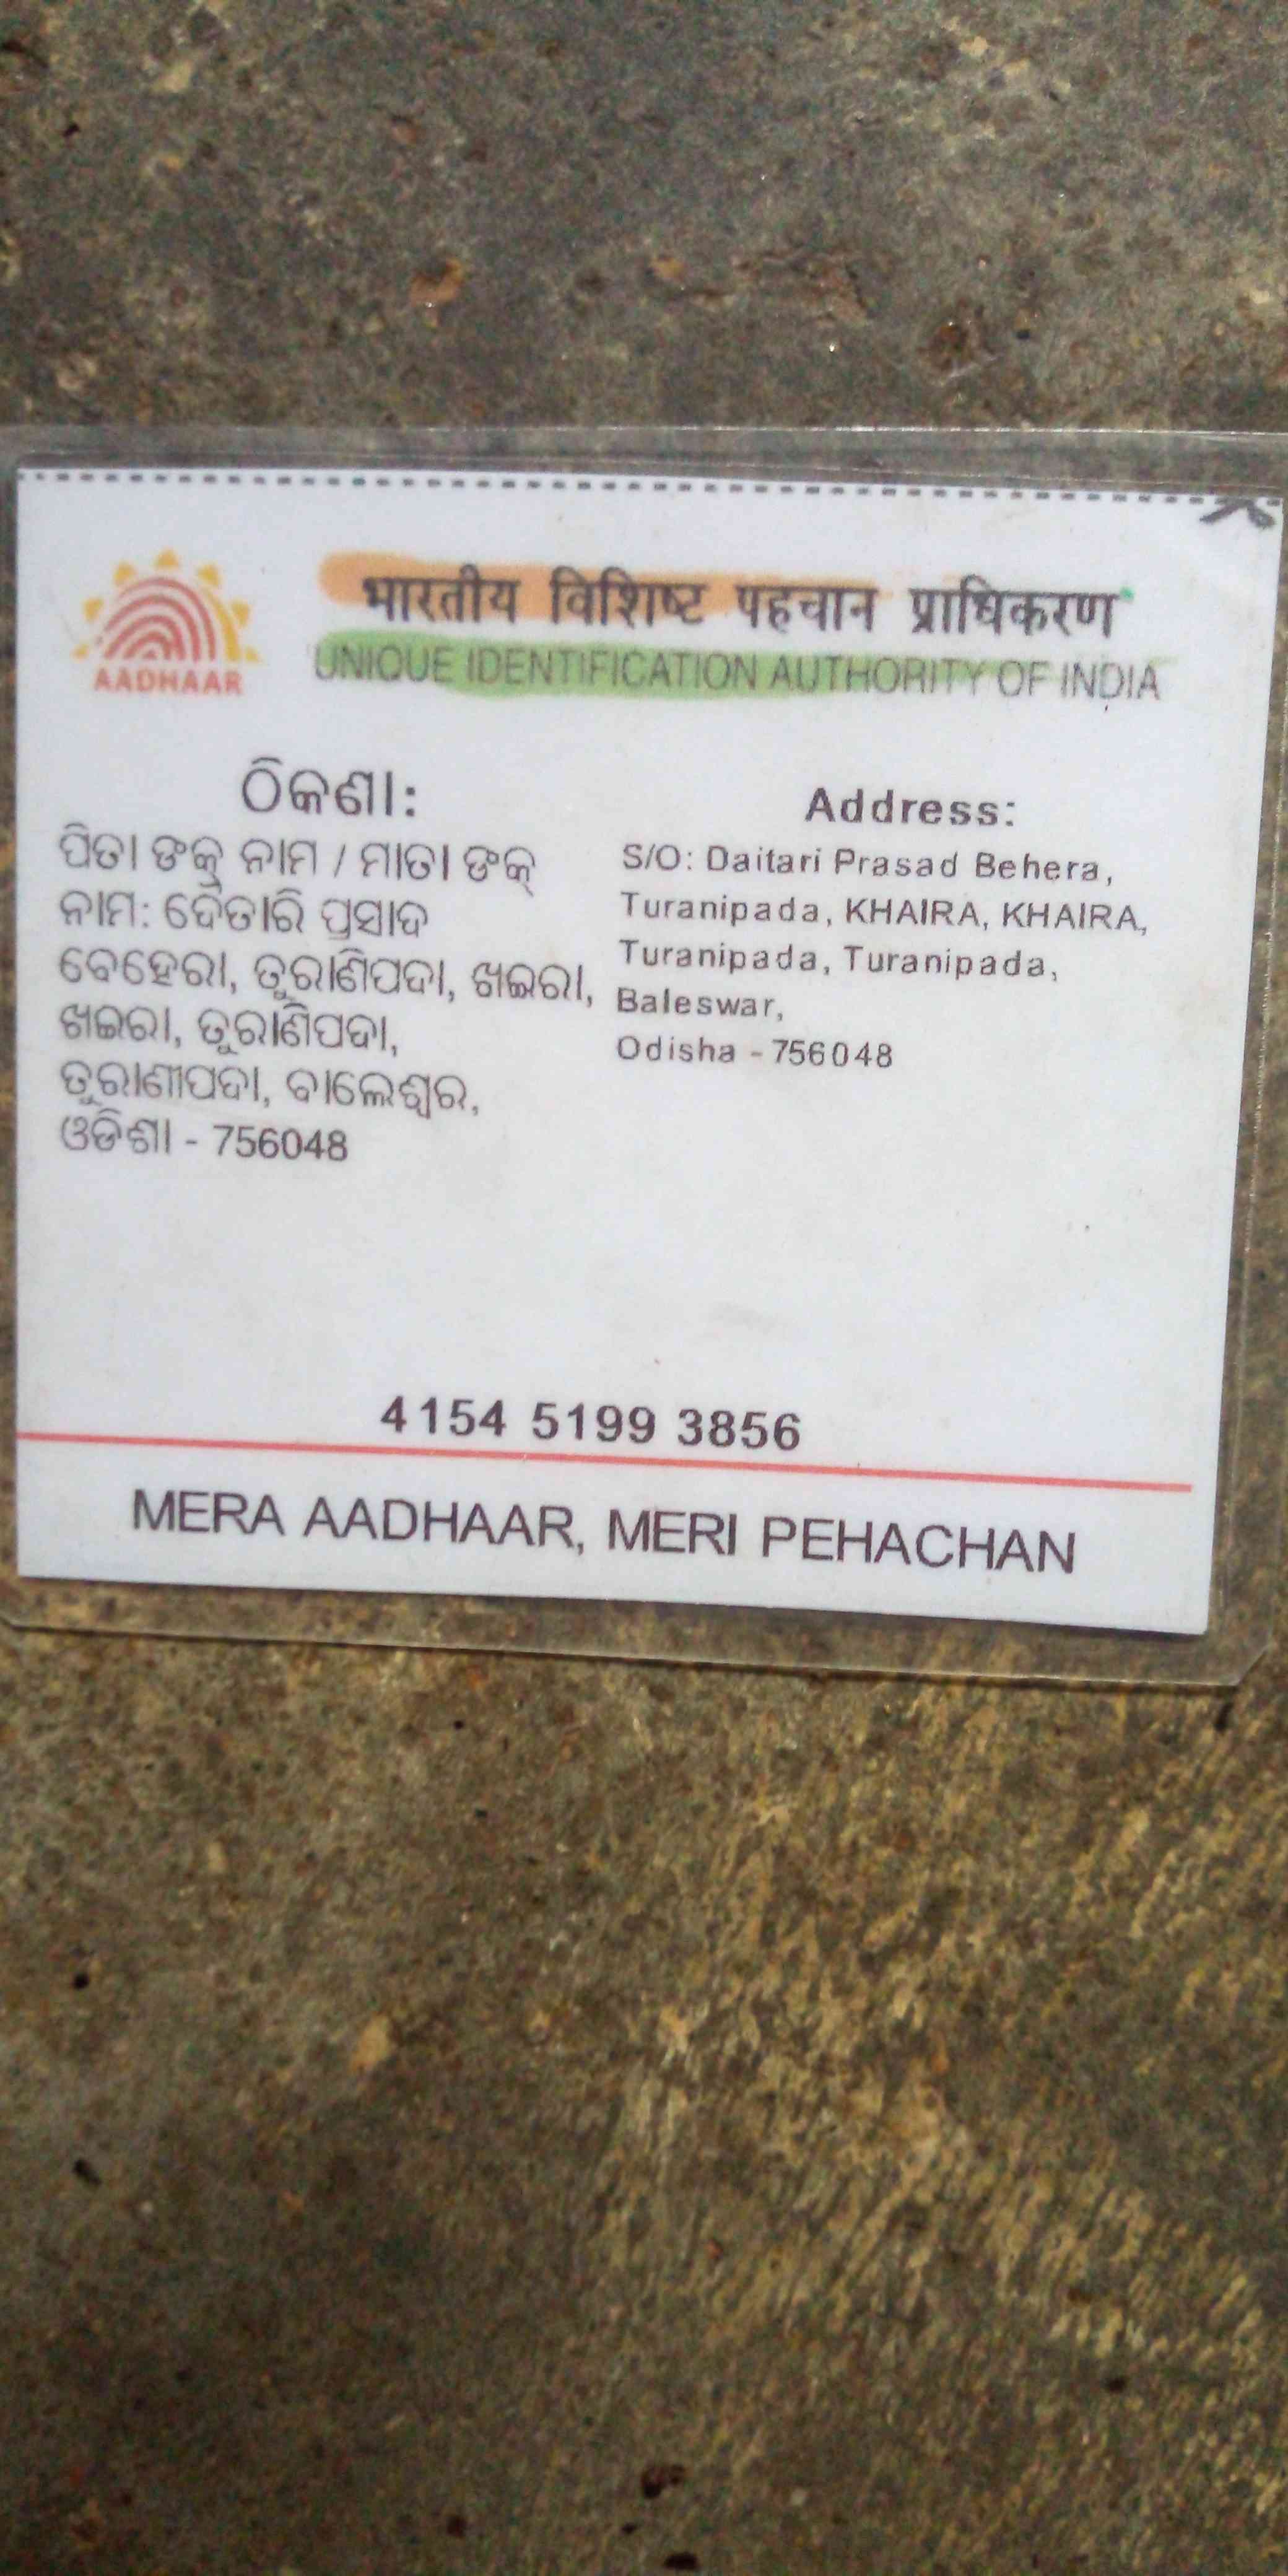 भारतीय विशिष्ट पहचान प्राधिकरण
UNIQUE IDENTIFICATION AUTHORITY OF INDIA
AADHAAR
ଠିକଣା:
ପିତା ଙ୍କ ନାମ / ମାତା ଙ୍କ
ନାମ: ଦୈତାରି ପ୍ରସାଦ
ବେହେରା, ତୁରାଣିପଦା, ଖଇରା,
ଖଇରା, ତୁରାଣିପଦା,
ତୁରାଣୀପଦା, ବାଲେଶ୍ୱର,
ଓଡିଶା - 756048
Address:
S/O: Daitari Prasad Behera,
Turanipada, KHAIRA, KHAIRA,
Turanipada, Turanipada,
Baleswar,
Odisha - 756048
4154 5199 3856
MERA AADHAAR, MERI PEHACHAN